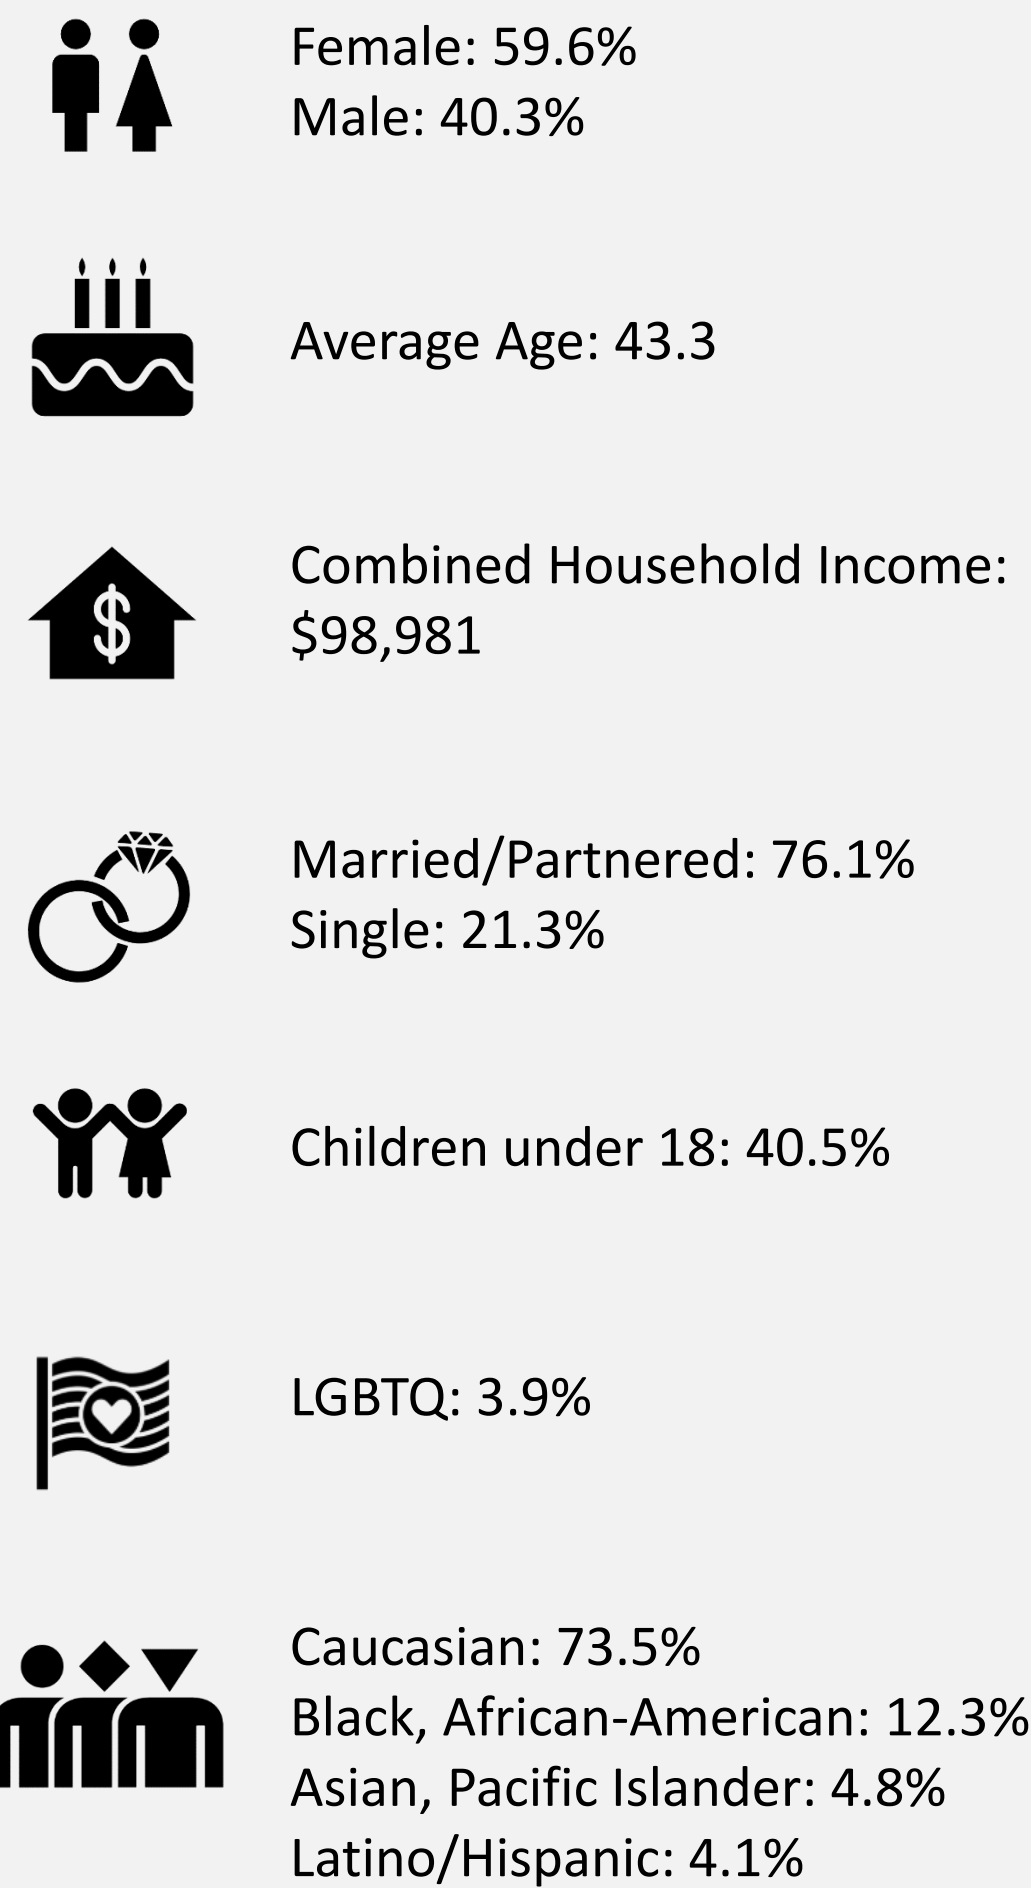 Female: 59.6%
Male: 40.3%
Average Age: 43.3
Combined Household Income:
$98,981
Married/Partnered: 76.1%
Single: 21.3%
Children under 18: 40.5%
LGBTQ: 3.9%
Caucasian: 73.5%
Black, African-American: 12.3%
Asian, Pacific Islander: 4.8%
Latino/Hispanic: 4.1%